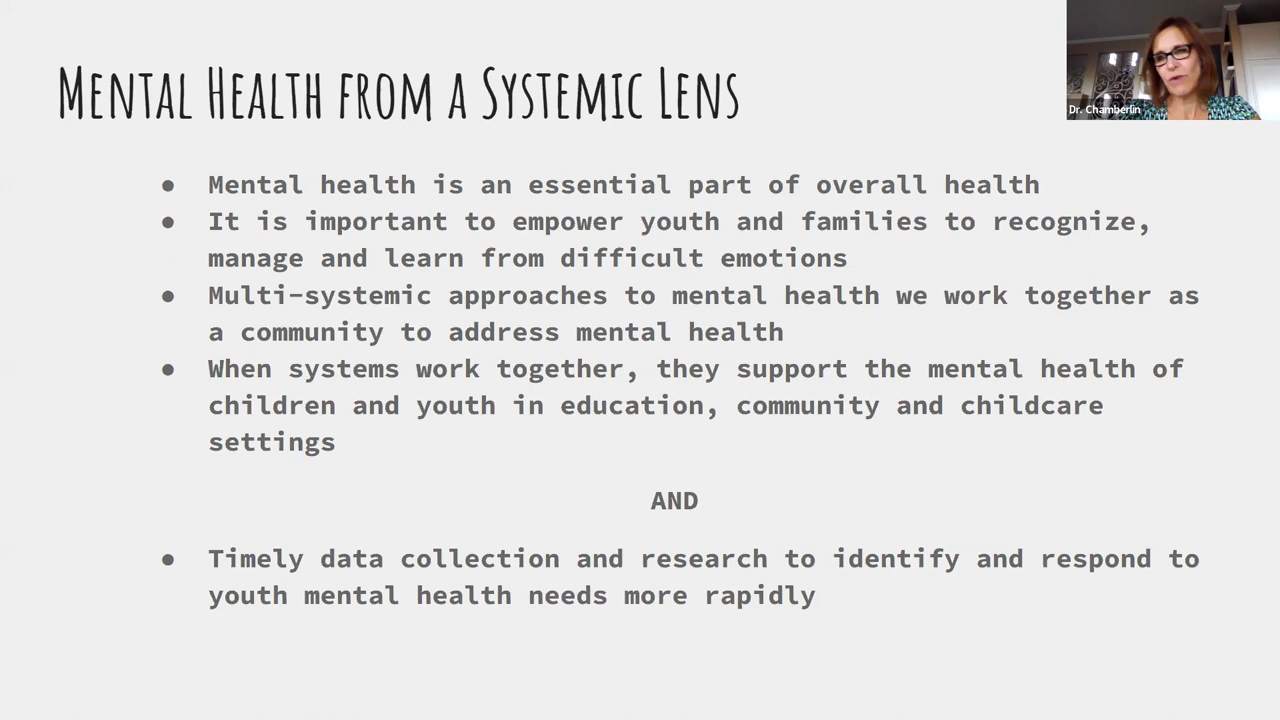 Mental Health from a Systemic Lens
Dr. Chamberlin
● Mental health is an essential part of overall health
● It is important to empower youth and families to recognize,
manage and learn from difficult emotions
● Multi-systemic approaches to mental health we work together as
a community to address mental health
● When systems work together, they support the mental health of
children and youth in education, community and childcare
settings
AND
● Timely data collection and research to identify and respond to
youth mental health needs more rapidly